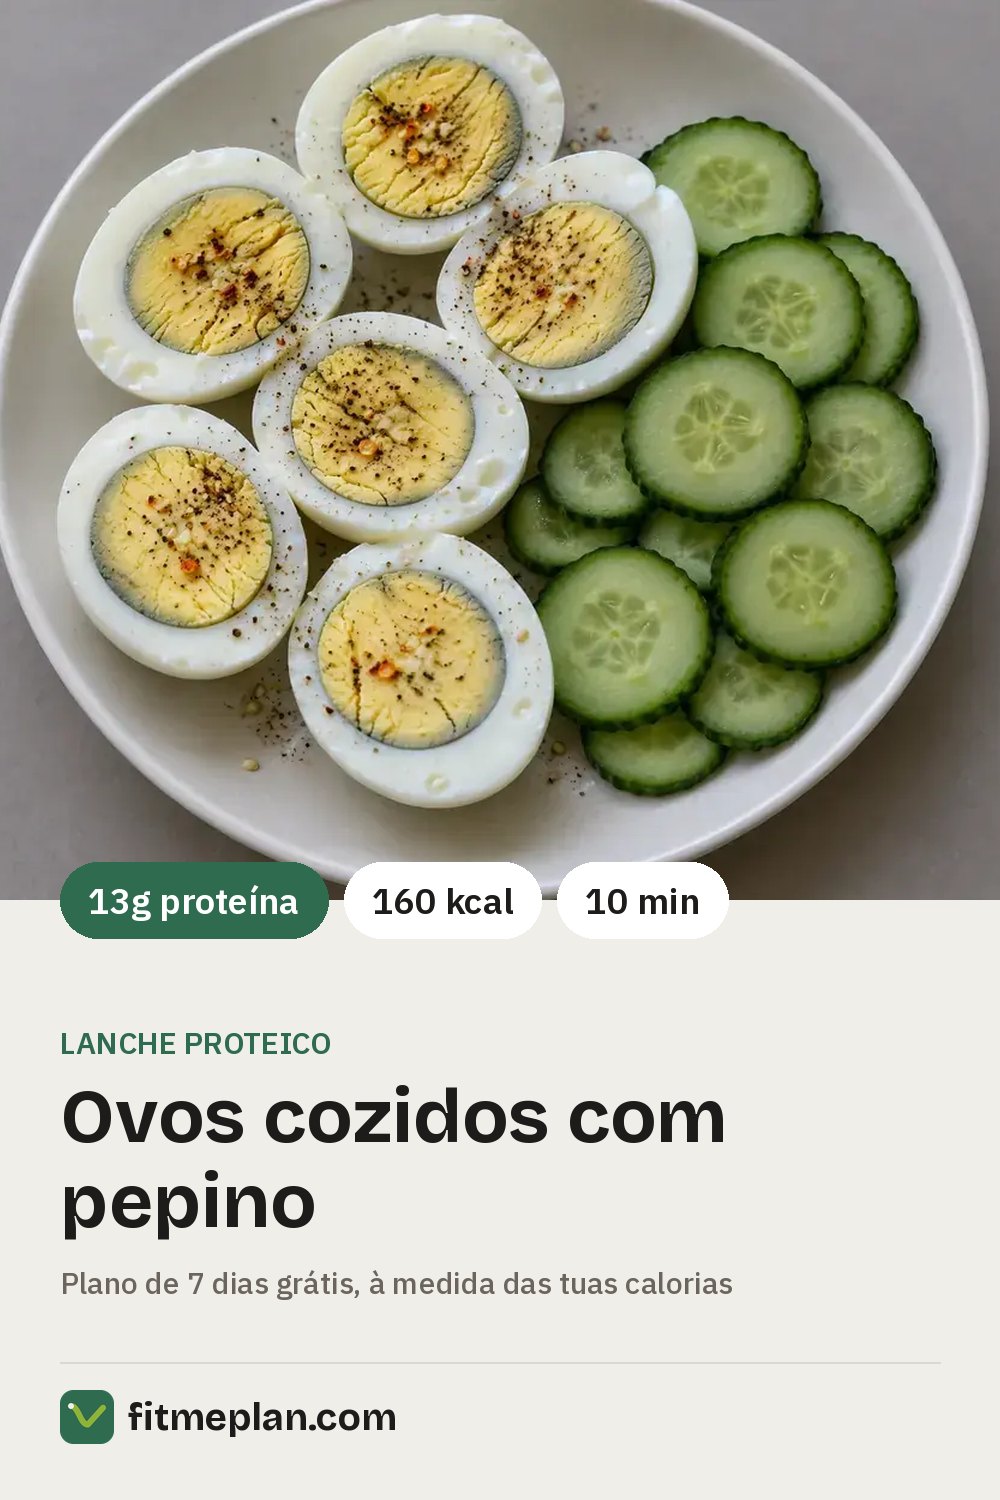 13g proteína
160 kcal
10 min
LANCHE PROTEICO
Ovos cozidos com
pepino
Plano de 7 dias grátis, à medida das tuas calorias
fitmeplan.com